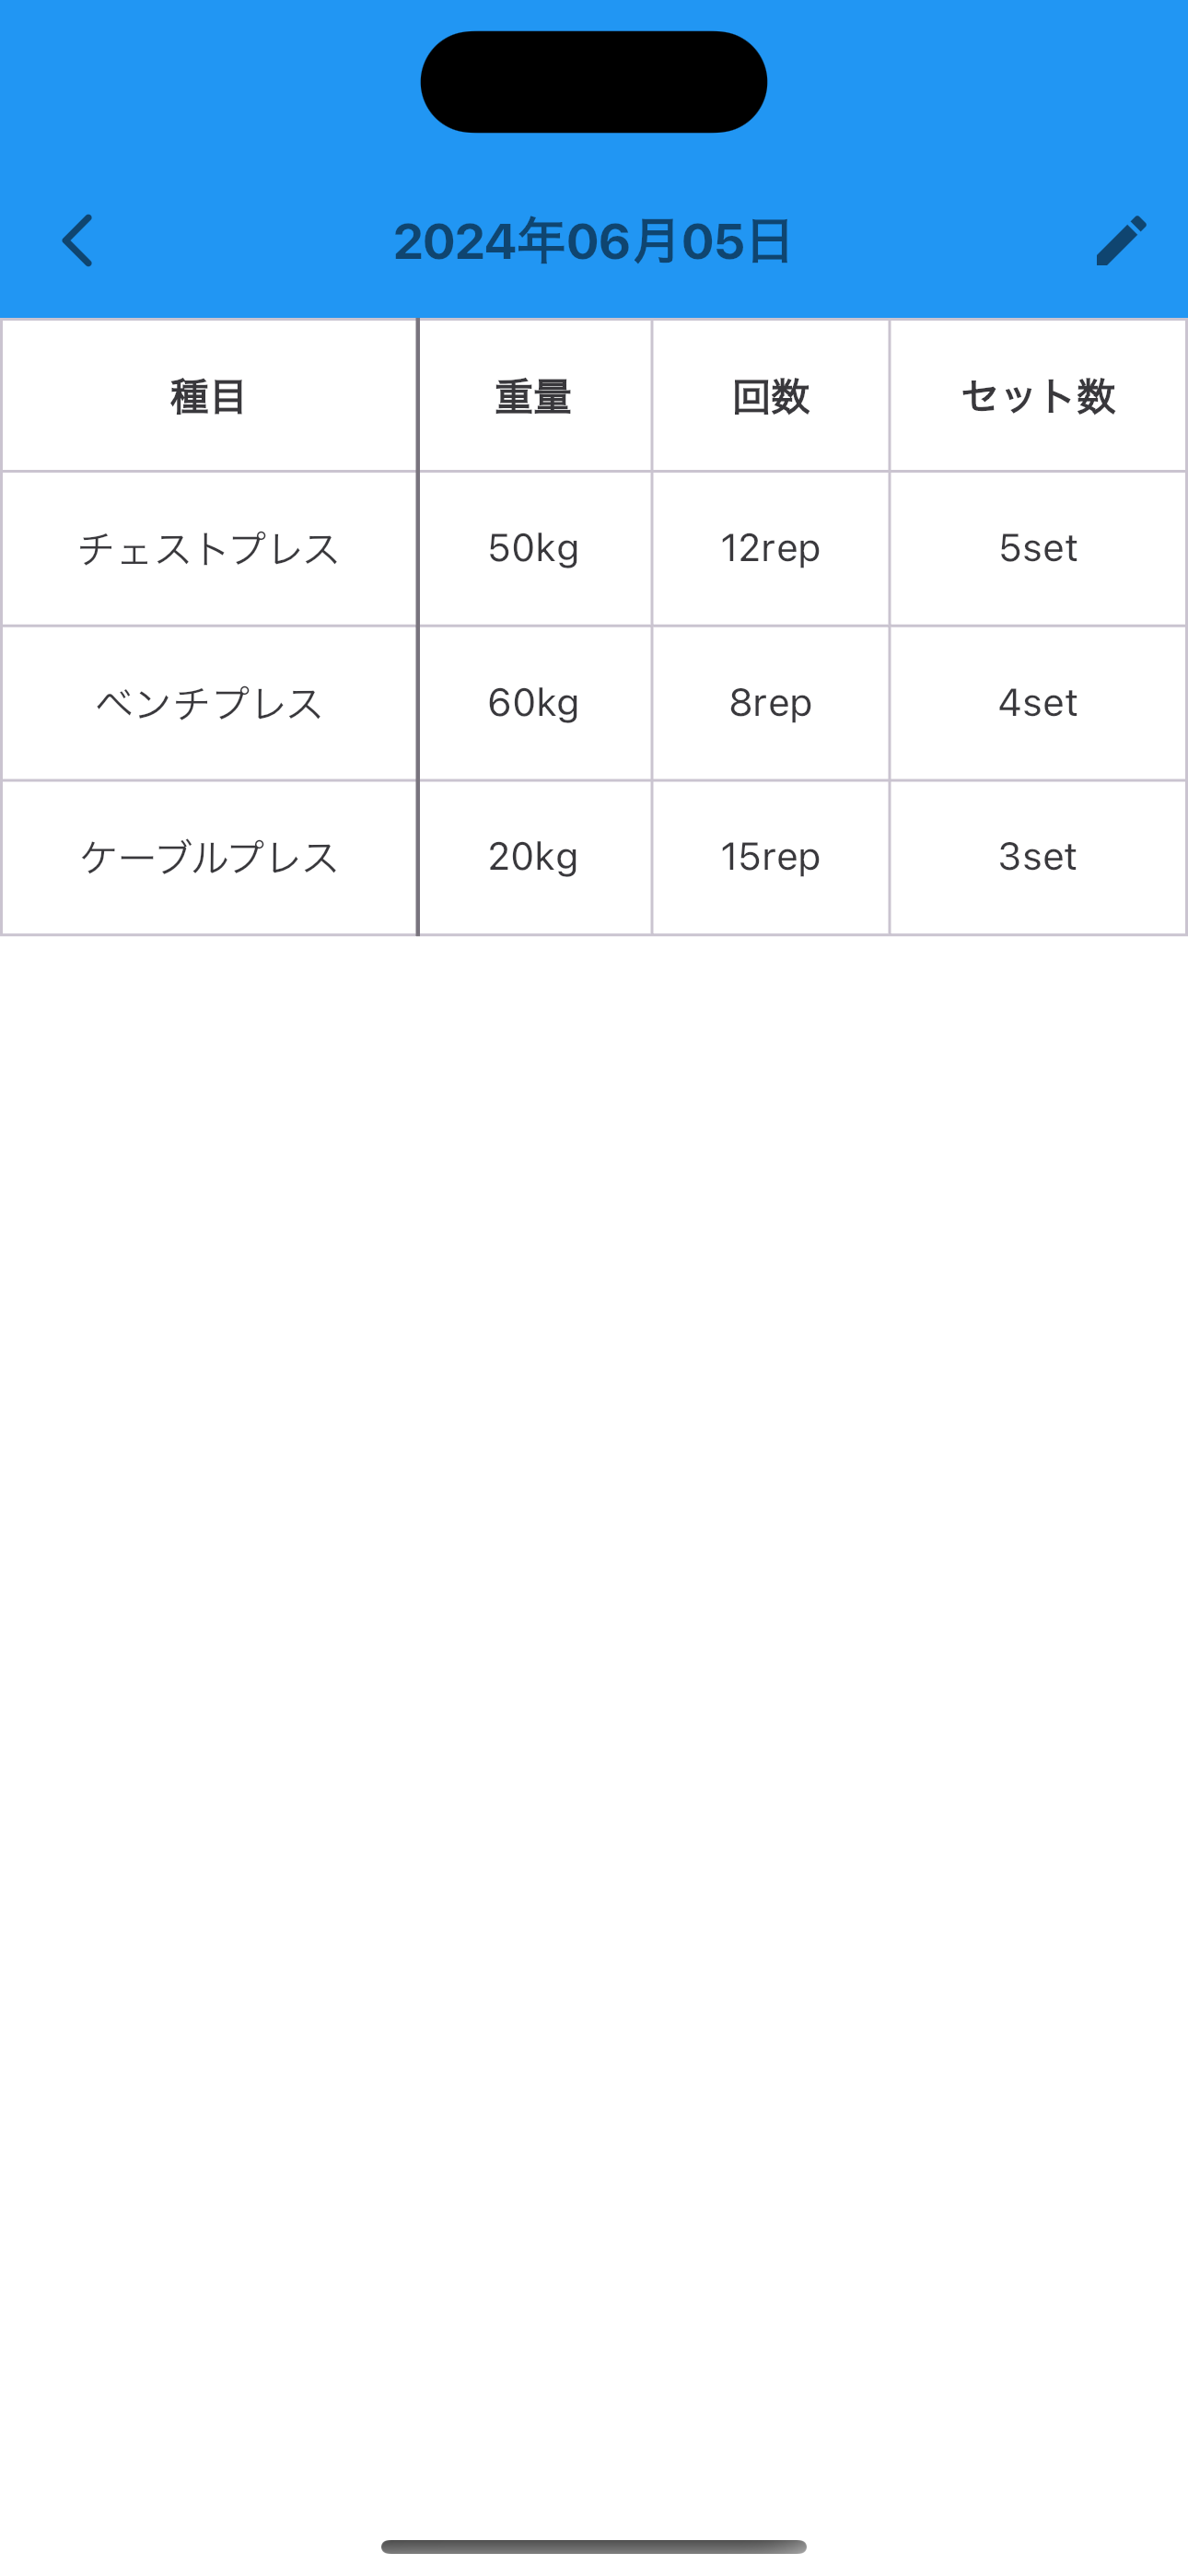 2024年06月05日
種目 重量 回数 セット数
チェストプレス 50kg 12rep 5set
ベンチプレス 60kg 8rep 4set
ケーブルプレス 20kg 15rep 3set